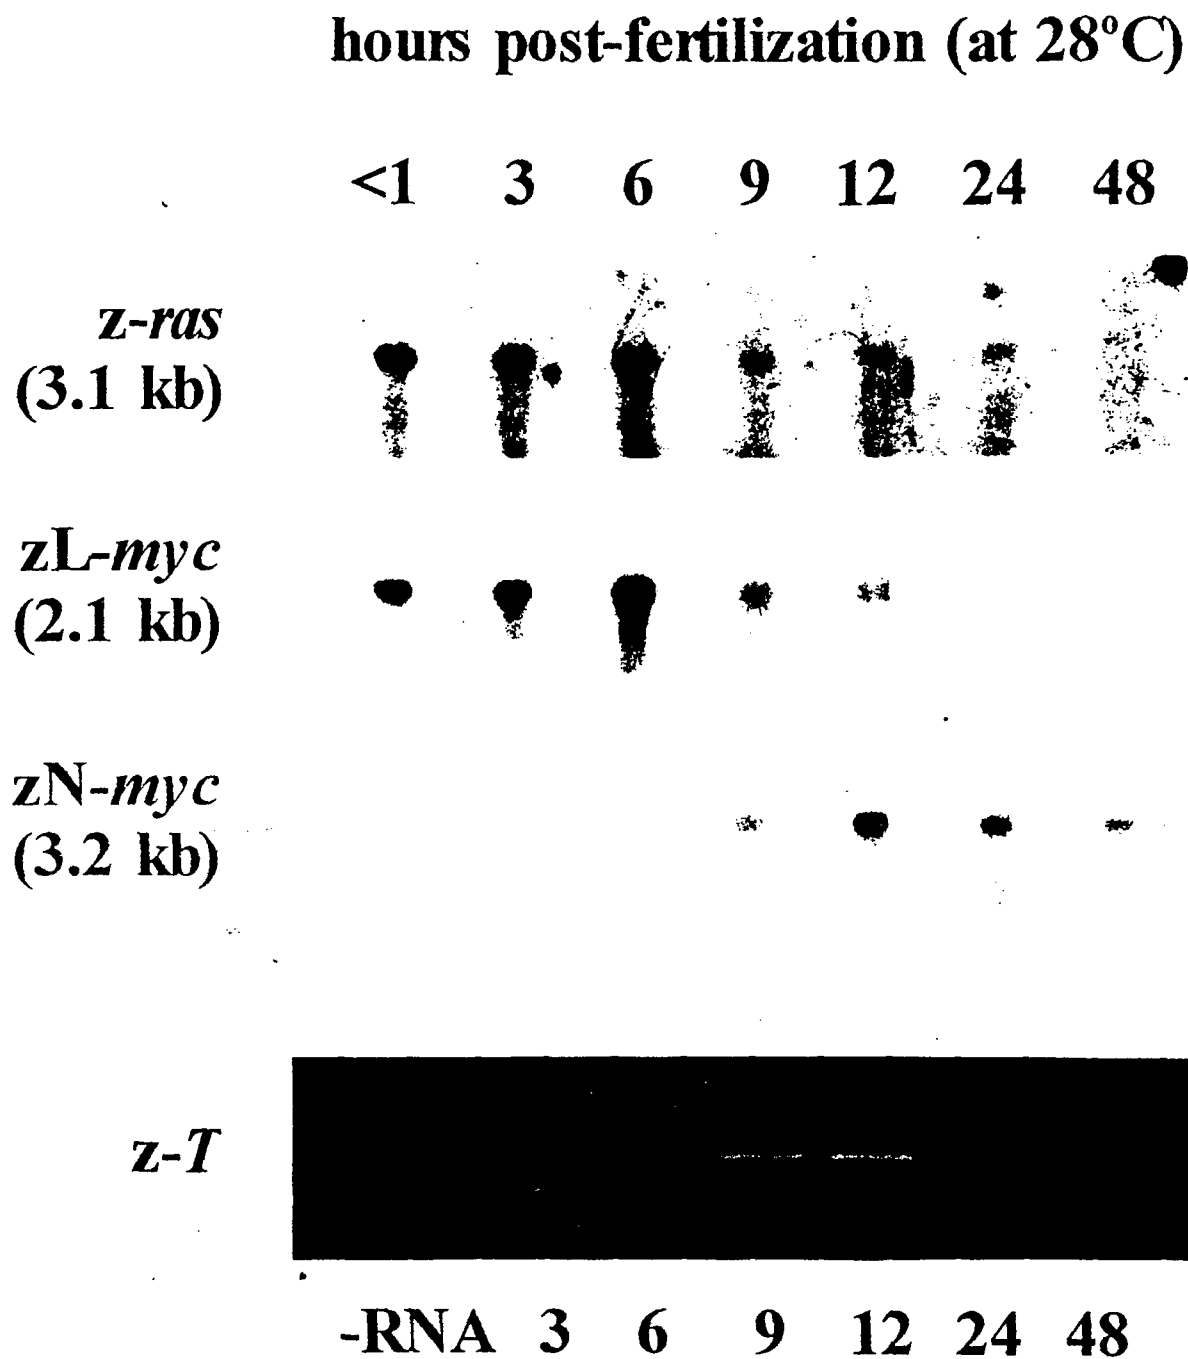 hours post-fertilization (at 28°C)
<1 3 6 9 12 24 48
z-ras
(3.1 kb)
zL-myc
(2.1 kb)
zN-myc
(3.2 kb)
z-T
-RNA 3 6 9 12 24 48